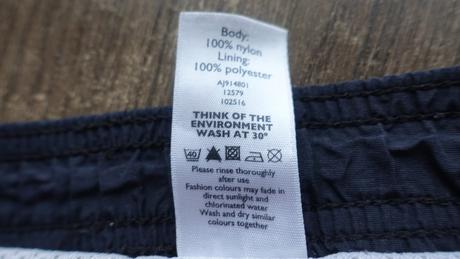 Body:
100% nylon
Lining:
100% polyester
AJ914801
12579
102516
THINK OF THE
ENVIRONMENT
WASH AT 30°
40
Please rinse thoroughly
after use
Fashion colours may fade in
direct sunlight and
chlorinated water
Wash and dry similar
colours together